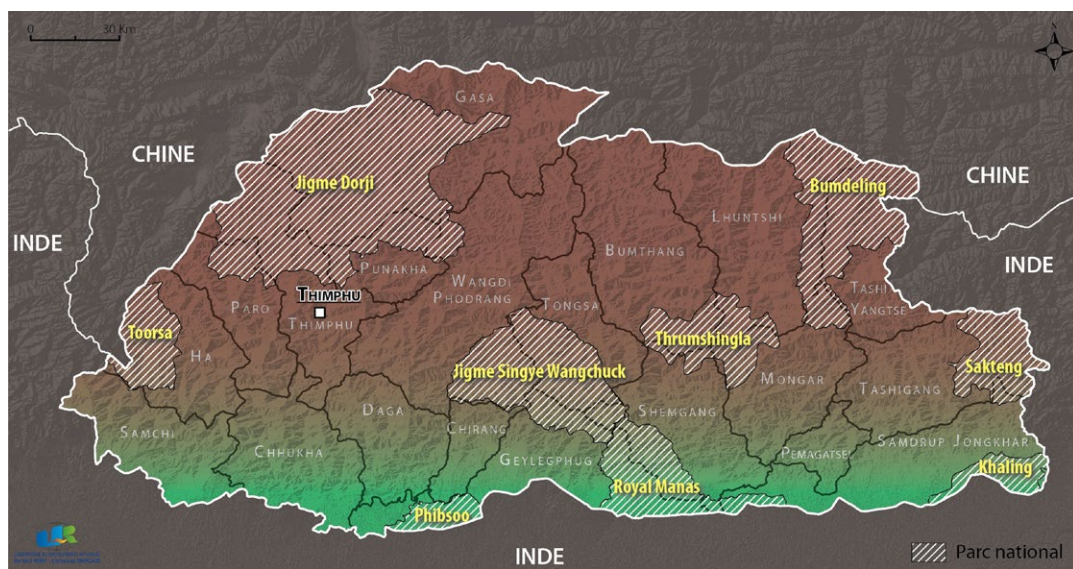 0 30 Km
N
GASA
CHINE
Jigme Dorji
Bumdeling
CHINE
LHUNTSHI
INDE
BUMTHANG
PUNAKHA
INDE
WANGDI
PHODRANG
TONGSA
TASHI
YANGTSE
PARO
THIMPHU
THIMPHU
Toorsa
Thrumshingla
HA
Jigme Singye Wangchuck
Sakteng
MONGAR
TASHIGANG
DAGA
SHEMGANG
CHIRANG
SAMCHI
SAMDRUP JONGKHAR
CHHUKHA
GEYLEGPHUG
PEMAGATSEL
Khaling
Royal Manas
Phibsoo
INDE
Parc national